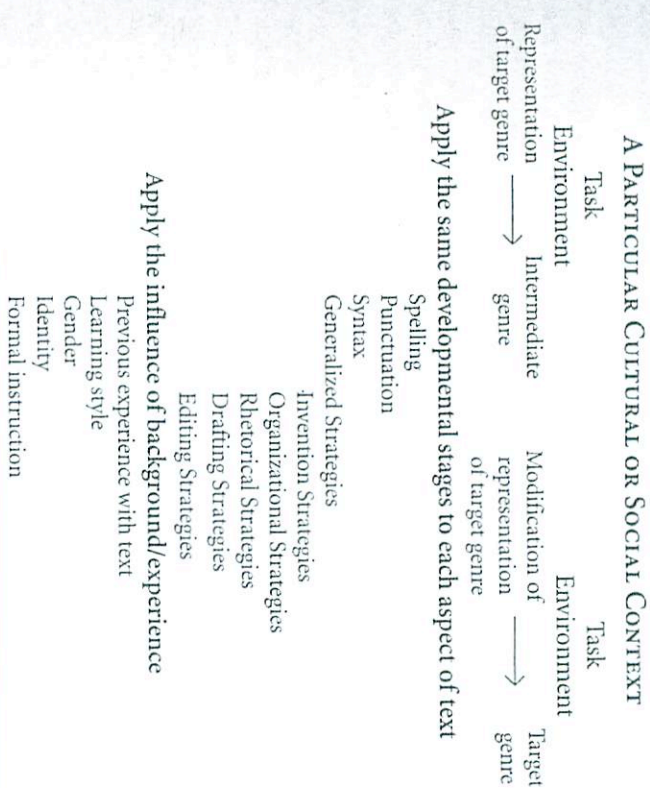 A PARTICULAR CULTURAL OR SOCIAL CONTEXT
Task
Environment
Task
Environment
Representation
of target genre
Intermediate
genre
Modification of
representation
of target genre
Target
genre
Apply the same developmental stages to each aspect of text
Spelling
Punctuation
Syntax
Generalized Strategies
Invention Strategies
Organizational Strategies
Rhetorical Strategies
Drafting Strategies
Editing Strategies
Apply the influence of background/experience
Previous experience with text
Learning style
Gender
Identity
Formal instruction